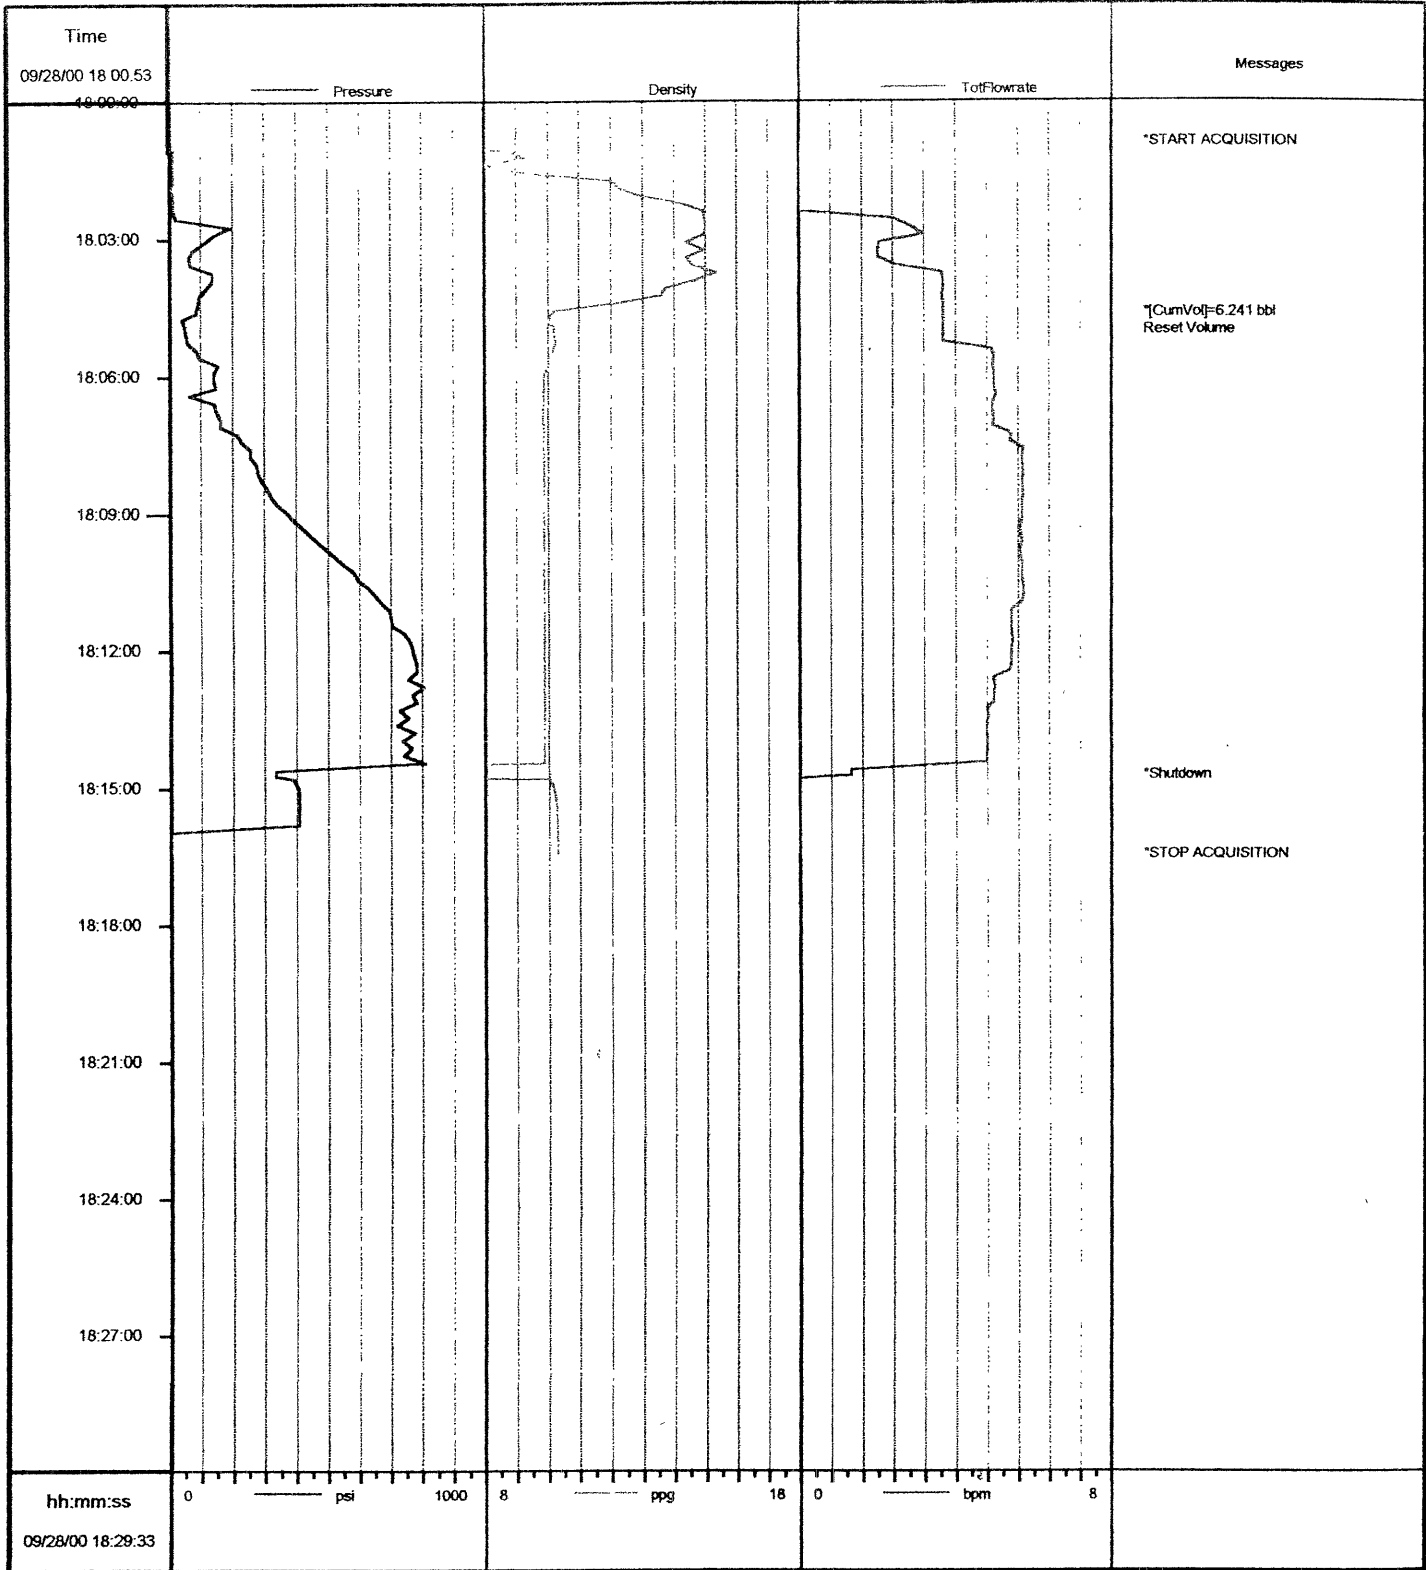 Time
09/28/00 18 00.53
Pressure
Density
TotFlowrate
Messages
18:00:00
*START ACQUISITION
18.03:00
*[CumVol]=6.241 bbl
Reset Volume
18:06:00
18:09:00
18:12:00
*Shutdown
18:15:00
*STOP ACQUISITION
18:18:00
18:21:00
18:24:00
18:27:00
hh:mm:ss
0 psi 1000
8 ppg 18
0 bpm 8
09/28/00 18:29:33